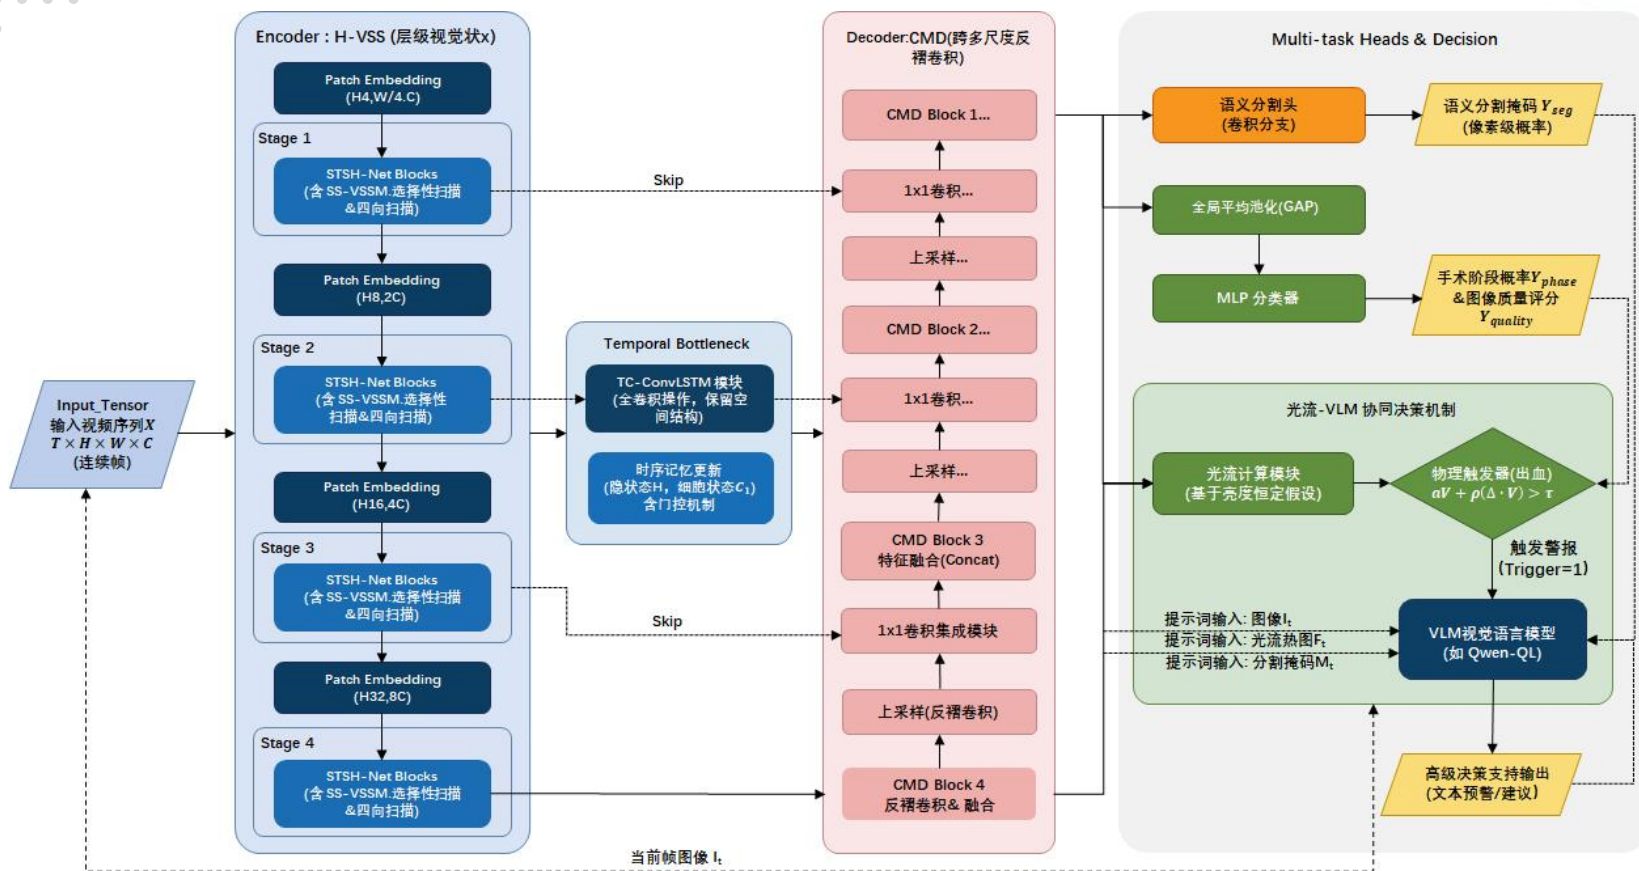 Encoder : H-VSS (层级视觉状x)
Patch Embedding
(H4,W/4.C)
Stage 1
STSH-Net Blocks
(含 SS-VSSM.选择性扫描
&四向扫描)
Patch Embedding
(H8,2C)
Stage 2
STSH-Net Blocks
(含 SS-VSSM.选择性
扫描&四向扫描)
Patch Embedding
(H16,4C)
Stage 3
STSH-Net Blocks
(含 SS-VSSM.选择性扫描
&四向扫描)
Patch Embedding
(H32,8C)
Stage 4
STSH-Net Blocks
(含 SS-VSSM.选择性扫描
&四向扫描)
Input_Tensor
输入视频序列X
T × H × W × C
(连续帧)
Skip
Temporal Bottleneck
TC-ConvLSTM 模块
(全卷积操作，保留空
间结构)
时序记忆更新
(隐状态H，细胞状态C₁)
含门控机制
Skip
当前帧图像 Iₜ
Decoder:CMD(跨多尺度反
褶卷积)
CMD Block 1...
1x1卷积...
上采样...
CMD Block 2...
1x1卷积...
上采样...
CMD Block 3
特征融合(Concat)
1x1卷积集成模块
上采样(反褶卷积)
CMD Block 4
反褶卷积& 融合
Multi-task Heads & Decision
语义分割头
(卷积分支)
语义分割掩码 Y_seg
(像素级概率)
全局平均池化(GAP)
MLP 分类器
手术阶段概率Y_phase
&图像质量评分
Y_quality
光流-VLM 协同决策机制
光流计算模块
(基于亮度恒定假设)
物理触发器(出血)
aV + ρ(Δ · V) > τ
触发警报
(Trigger=1)
提示词输入: 图像Iₜ
提示词输入: 光流热图Fₜ
提示词输入: 分割掩码Mₜ
VLM视觉语言模型
(如 Qwen-QL)
高级决策支持输出
(文本预警/建议)